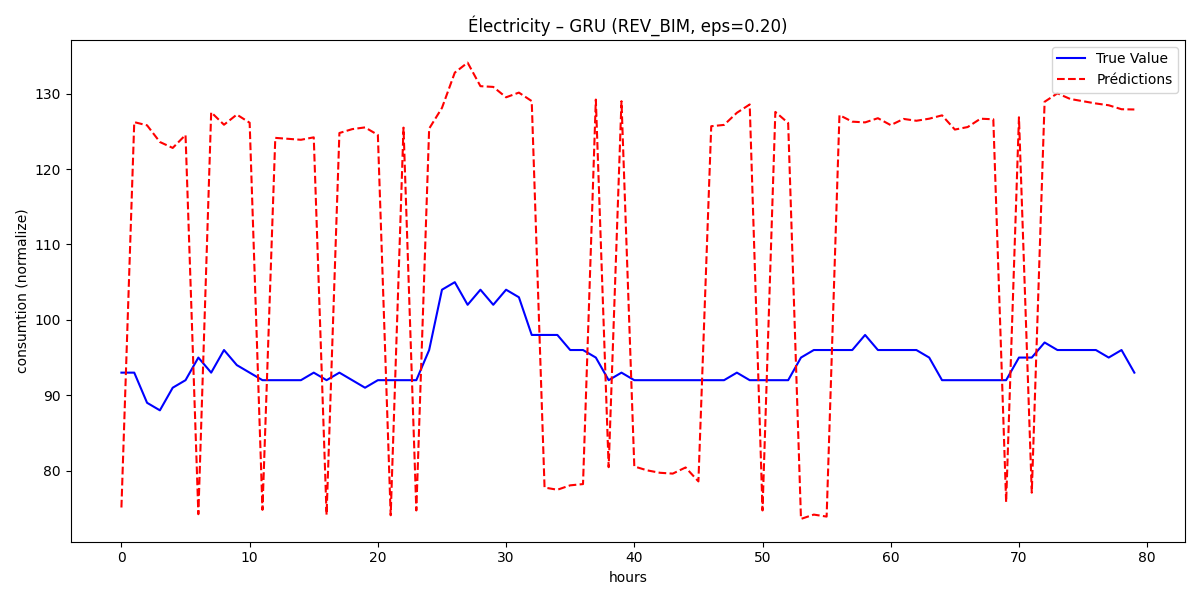 Électricity – GRU (REV_BIM, eps=0.20)
True Value
Prédictions
consumtion (normalize)
130
120
110
100
90
80
0 10 20 30 40 50 60 70 80
hours